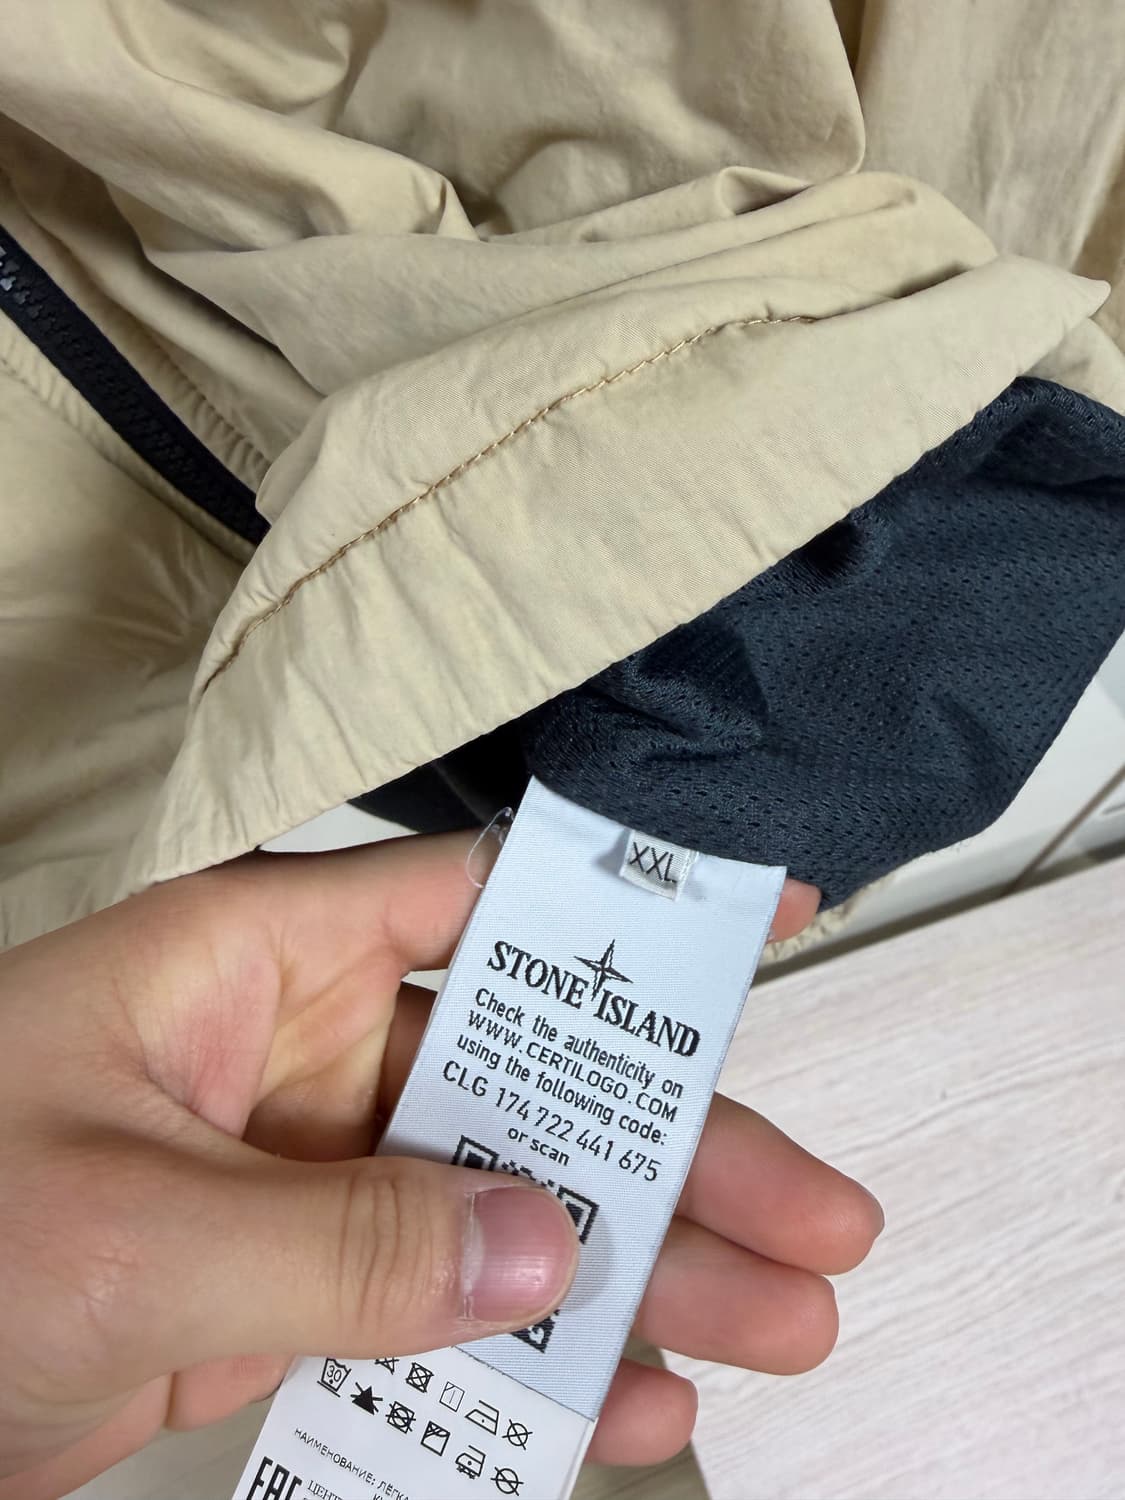 XXL
STONE ISLAND
Check the authenticity on
WWW.CERTILOGO.COM
using the following code:
CLG 174 722 441 675
or scan
30
НАИМЕНОВАНИЕ: ЛЁГКА
EAC